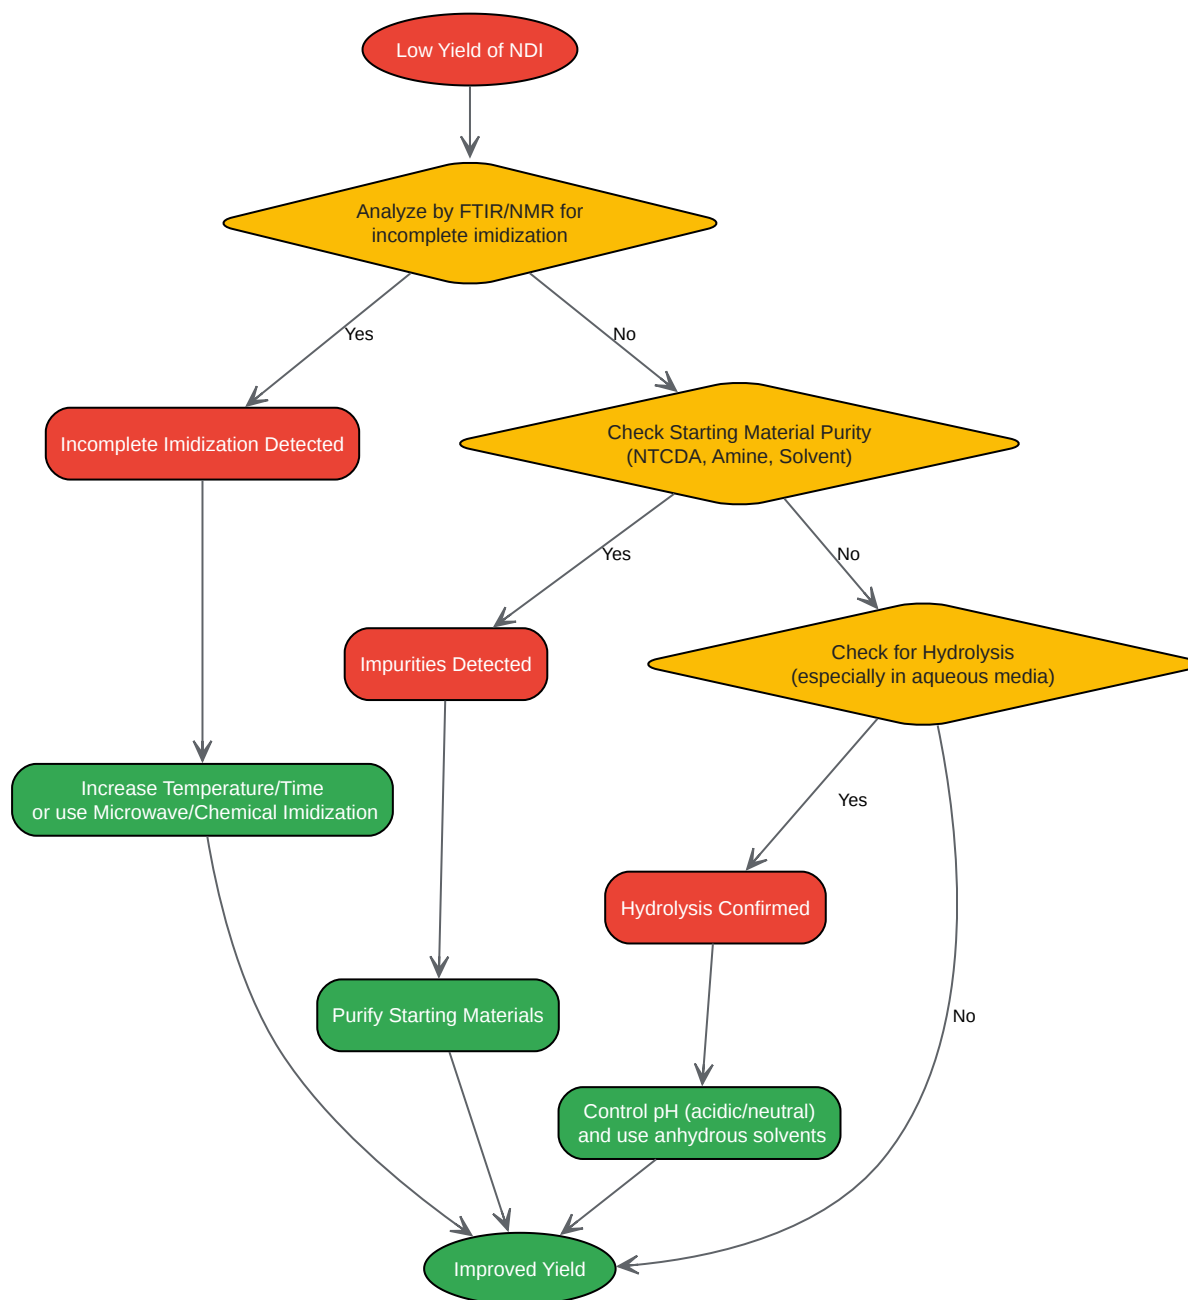 Low Yield of NDI
Analyze by FTIR/NMR for
incomplete imidization
Yes
No
Incomplete Imidization Detected
Check Starting Material Purity
(NTCDA, Amine, Solvent)
Yes
No
Impurities Detected
Check for Hydrolysis
(especially in aqueous media)
Increase Temperature/Time
or use Microwave/Chemical Imidization
Yes
Hydrolysis Confirmed
Purify Starting Materials
No
Control pH (acidic/neutral)
and use anhydrous solvents
Improved Yield